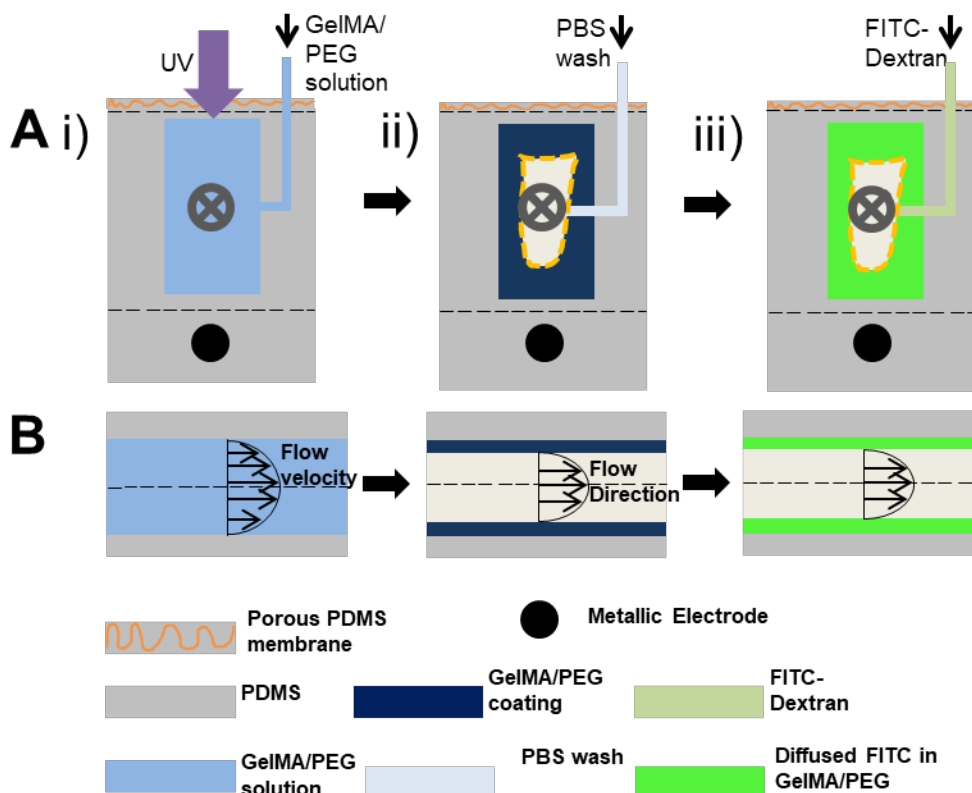 GelMA/
PEG
solution
UV
PBS
wash
FITC-
Dextran
A i)
ii)
iii)
B
Flow
velocity
Flow
Direction
Porous PDMS
membrane
Metallic Electrode
PDMS
GelMA/PEG
coating
FITC-
Dextran
GelMA/PEG
solution
PBS wash
Diffused FITC in
GelMA/PEG